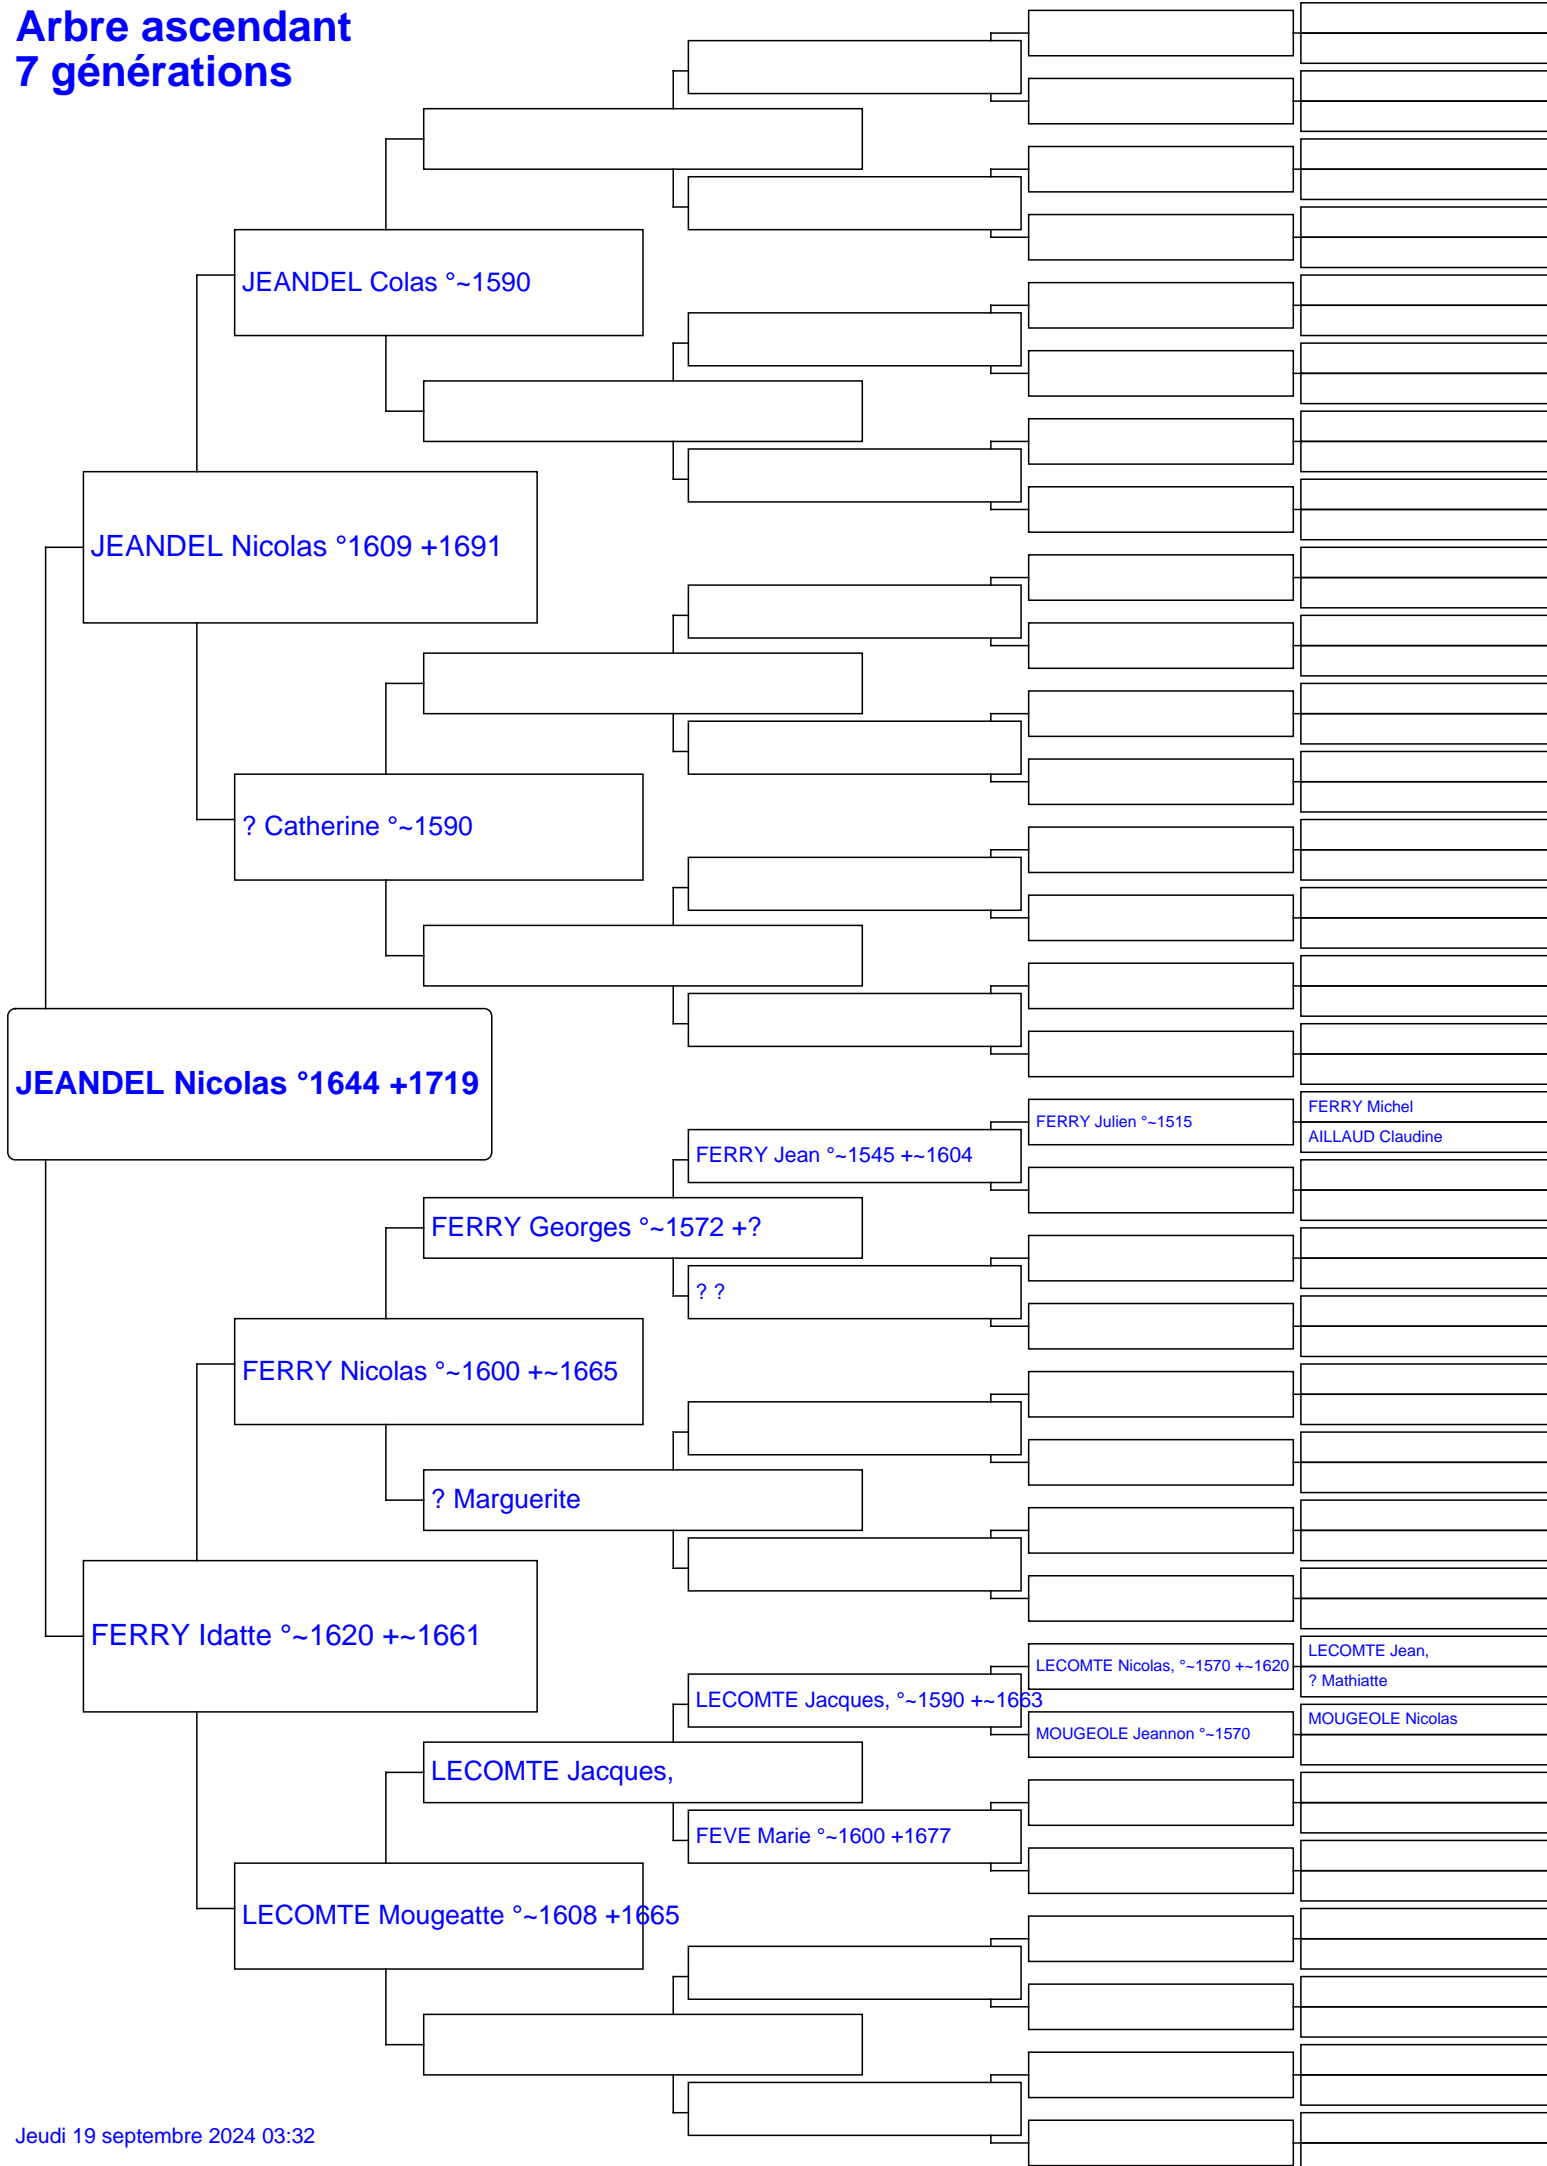 Arbre ascendant
7 générations
JEANDEL Colas °~1590
JEANDEL Nicolas °1609 +1691
? Catherine °~1590
JEANDEL Nicolas °1644 +1719
FERRY Michel
FERRY Julien °~1515
AILLAUD Claudine
FERRY Jean °~1545 +~1604
FERRY Georges °~1572 +?
? ?
FERRY Nicolas °~1600 +~1665
? Marguerite
FERRY Idatte °~1620 +~1661
LECOMTE Jean,
LECOMTE Nicolas, °~1570 +~1620
? Mathiatte
LECOMTE Jacques, °~1590 +~1663
MOUGEOLE Nicolas
MOUGEOLE Jeannon °~1570
LECOMTE Jacques,
FEVE Marie °~1600 +1677
LECOMTE Mougeatte °~1608 +1665
Jeudi 19 septembre 2024 03:32